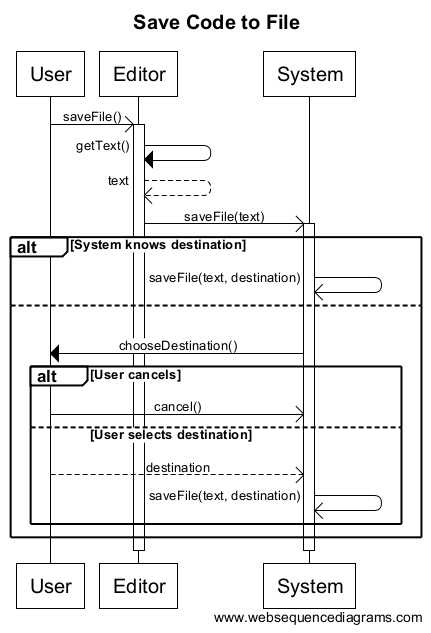 Save Code to File
User Editor System
saveFile()
getText()
text
saveFile(text)
alt [System knows destination]
saveFile(text, destination)
chooseDestination()
alt [User cancels]
cancel()
[User selects destination]
destination
saveFile(text, destination)
User Editor System
www.websequencediagrams.com